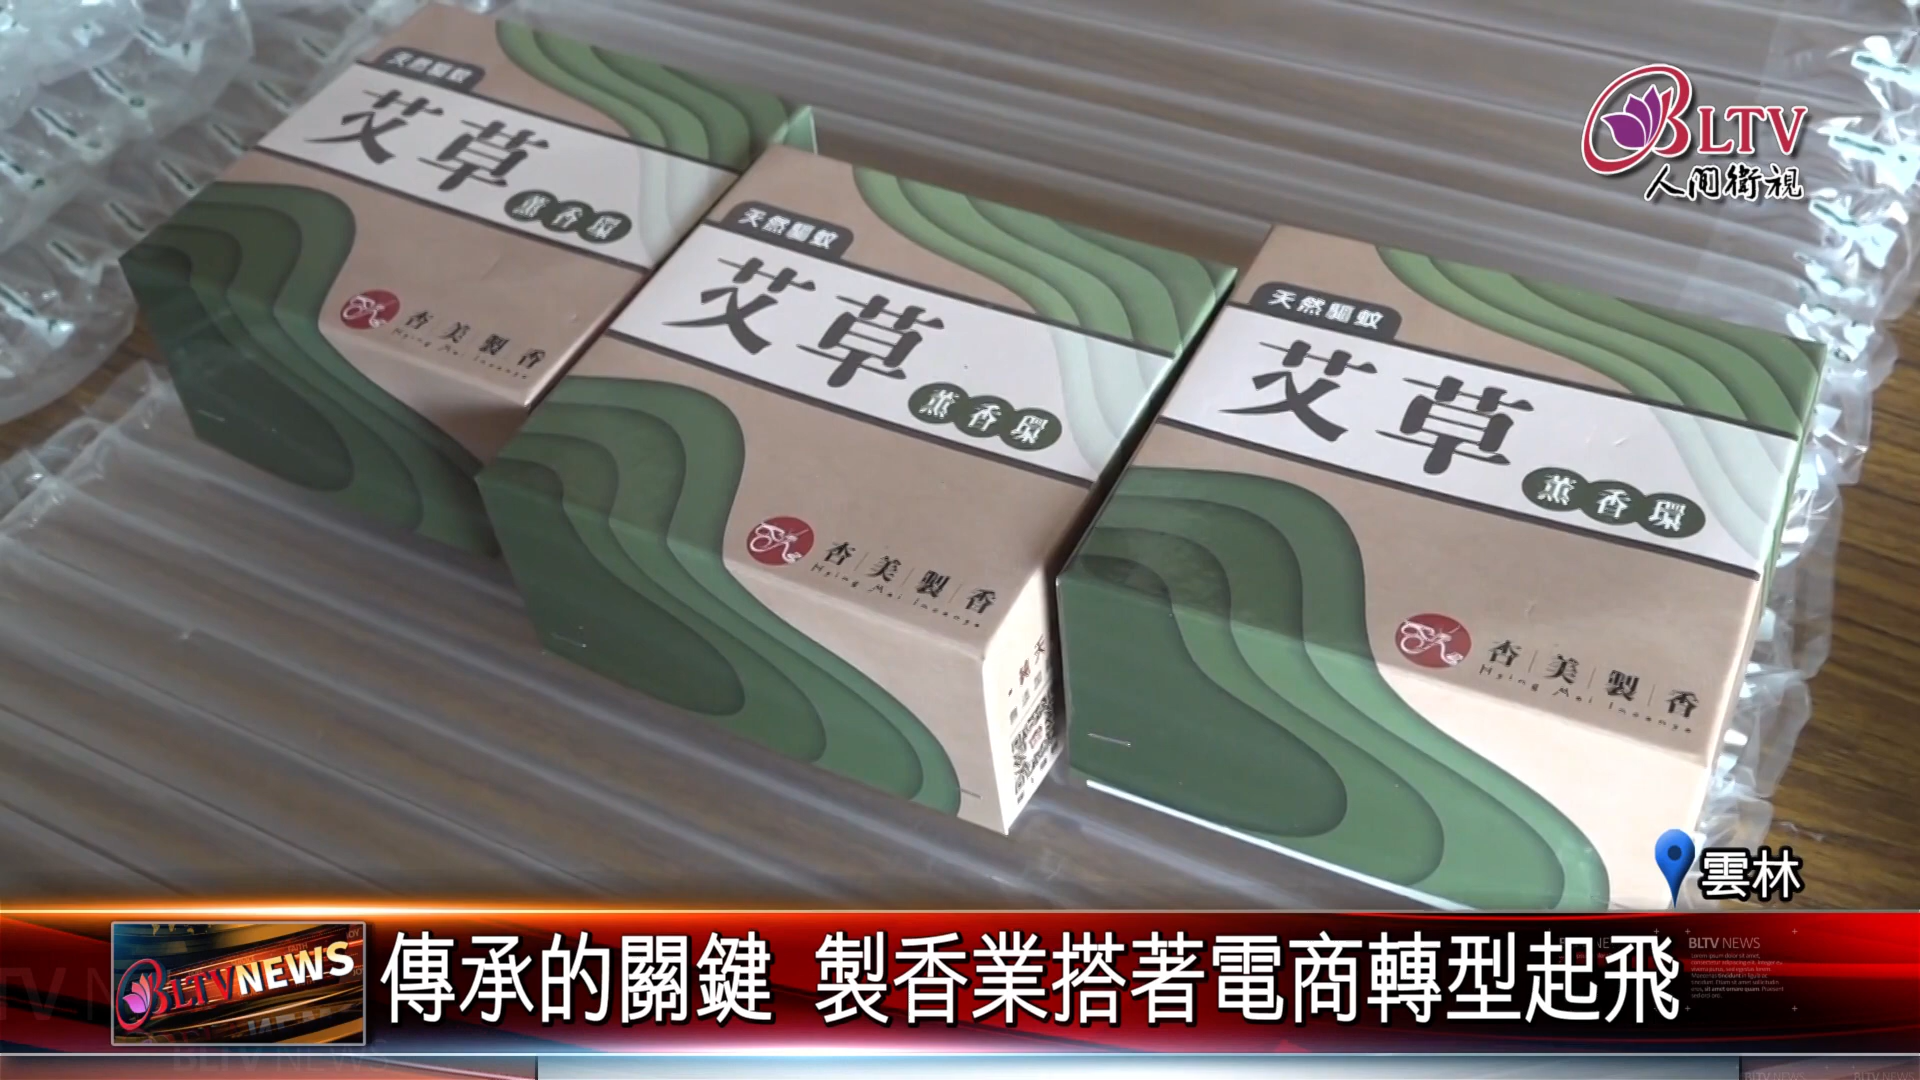 BLTV
人間衛視
天然驅蚊
艾草
薰香環
杏美製香
Hsing Mei Incense
天然驅蚊
艾草
薰香環
杏美製香
Hsing Mei Incense
天然驅蚊
艾草
薰香環
杏美製香
Hsing Mei Incense
雲林
BLTVNEWS
傳承的關鍵 製香業搭著電商轉型起飛
BLTV NEWS